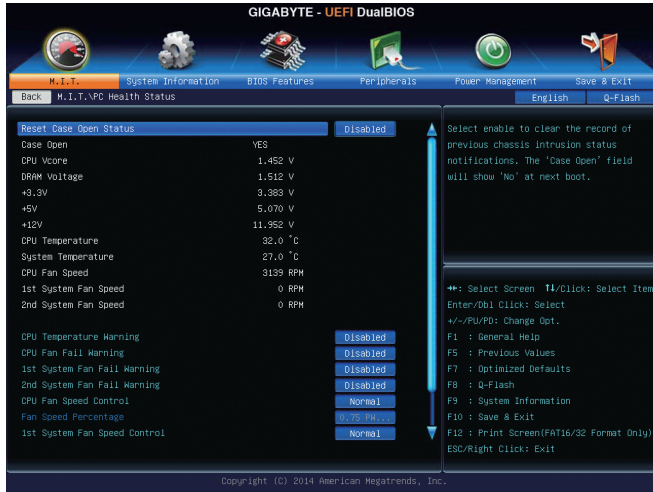 GIGABYTE - UEFI DualBIOS
M.I.T. System Information BIOS Features Peripherals Power Management Save & Exit
Back M.I.T.\PC Health Status English Q-Flash
Reset Case Open Status Disabled
Case Open YES
CPU Vcore 1.452 V
DRAM Voltage 1.512 V
+3.3V 3.383 V
+5V 5.070 V
+12V 11.952 V
CPU Temperature 32.0 °C
System Temperature 27.0 °C
CPU Fan Speed 3139 RPM
1st System Fan Speed 0 RPM
2nd System Fan Speed 0 RPM
CPU Temperature Warning Disabled
CPU Fan Fail Warning Disabled
1st System Fan Fail Warning Disabled
2nd System Fan Fail Warning Disabled
CPU Fan Speed Control Normal
Fan Speed Percentage 0.75 PW...
1st System Fan Speed Control Normal
Select enable to clear the record of
previous chassis intrusion status
notifications. The 'Case Open' field
will show 'No' at next boot.
→←: Select Screen ↑↓/Click: Select Item
Enter/Dbl Click: Select
+/-/PU/PD: Change Opt.
F1 : General Help
F5 : Previous Values
F7 : Optimized Defaults
F8 : Q-Flash
F9 : System Information
F10 : Save & Exit
F12 : Print Screen(FAT16/32 Format Only)
ESC/Right Click: Exit
Copyright (C) 2014 American Megatrends, Inc.